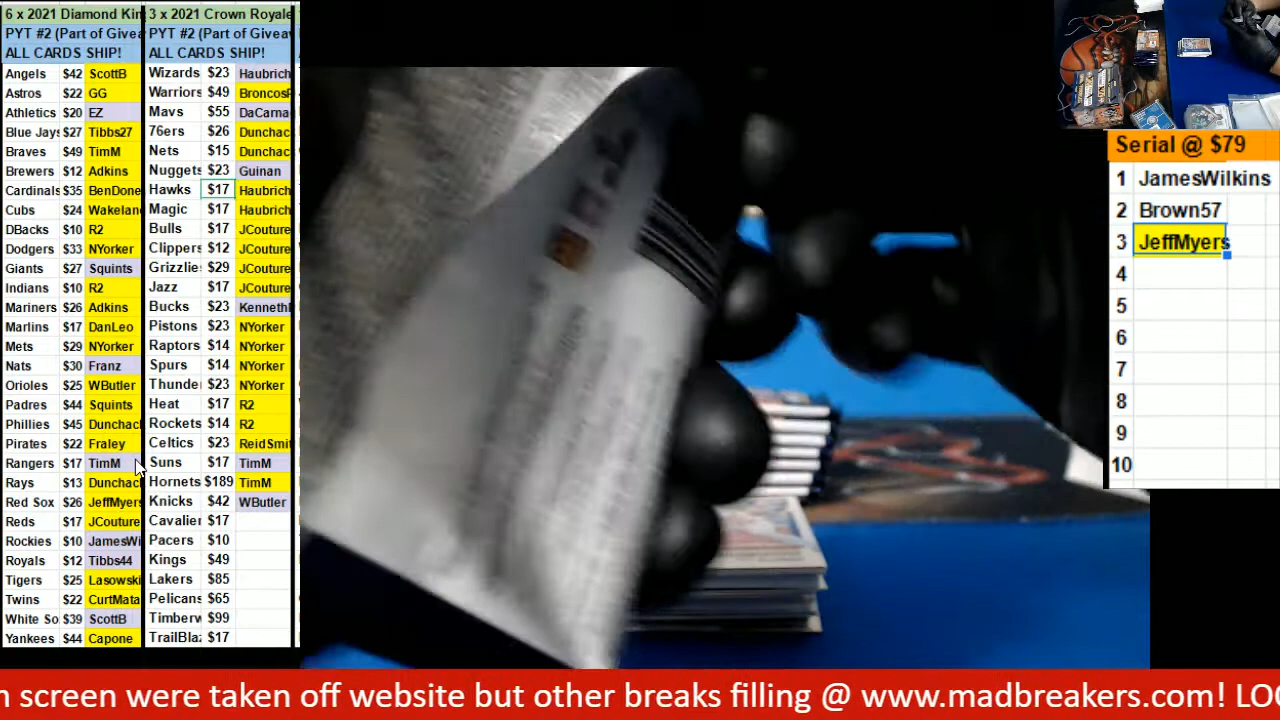 6 x 2021 Diamond Kin
PYT #2 (Part of Givea
ALL CARDS SHIP!
Angels $42 ScottB
Astros $22 GG
Athletics $20 EZ
Blue Jays $27 Tibbs27
Braves $49 TimM
Brewers $12 Adkins
Cardinals $35 BenDone
Cubs $24 Wakelan
DBacks $10 R2
Dodgers $33 NYorker
Giants $27 Squints
Indians $10 R2
Mariners $26 Adkins
Marlins $17 DanLeo
Mets $29 NYorker
Nats $30 Franz
Orioles $25 WButler
Padres $44 Squints
Phillies $45 Dunchac
Pirates $22 Fraley
Rangers $17 TimM
Rays $13 Dunchac
Red Sox $26 JeffMyers
Reds $17 JCouture
Rockies $10 JamesWi
Royals $12 Tibbs44
Tigers $25 Lasowski
Twins $22 CurtMata
White So $39 ScottB
Yankees $44 Capone
3 x 2021 Crown Royale
PYT #2 (Part of Giveav
ALL CARDS SHIP!
Wizards $23 Haubrich
Warriors $49 BroncosF
Mavs $55 DaCarna
76ers $26 Dunchac
Nets $15 Dunchac
Nuggets $23 Guinan
Hawks $17 Haubrich
Magic $17 Haubrich
Bulls $17 JCouture
Clippers $12 JCouture
Grizzlies $29 JCouture
Jazz $17 JCouture
Bucks $23 Kennethl
Pistons $23 NYorker
Raptors $14 NYorker
Spurs $14 NYorker
Thunde $23 NYorker
Heat $17 R2
Rockets $14 R2
Celtics $23 ReidSmit
Suns $17 TimM
Hornets $189 TimM
Knicks $42 WButler
Cavalier $17
Pacers $10
Kings $49
Lakers $85
Pelicans $65
Timberw $99
TrailBlaz $17
Serial @ $79
1 JamesWilkins
2 Brown57
3 JeffMyers
4
5
6
7
8
9
10
n screen were taken off website but other breaks filling @ www.madbreakers.com! LOO